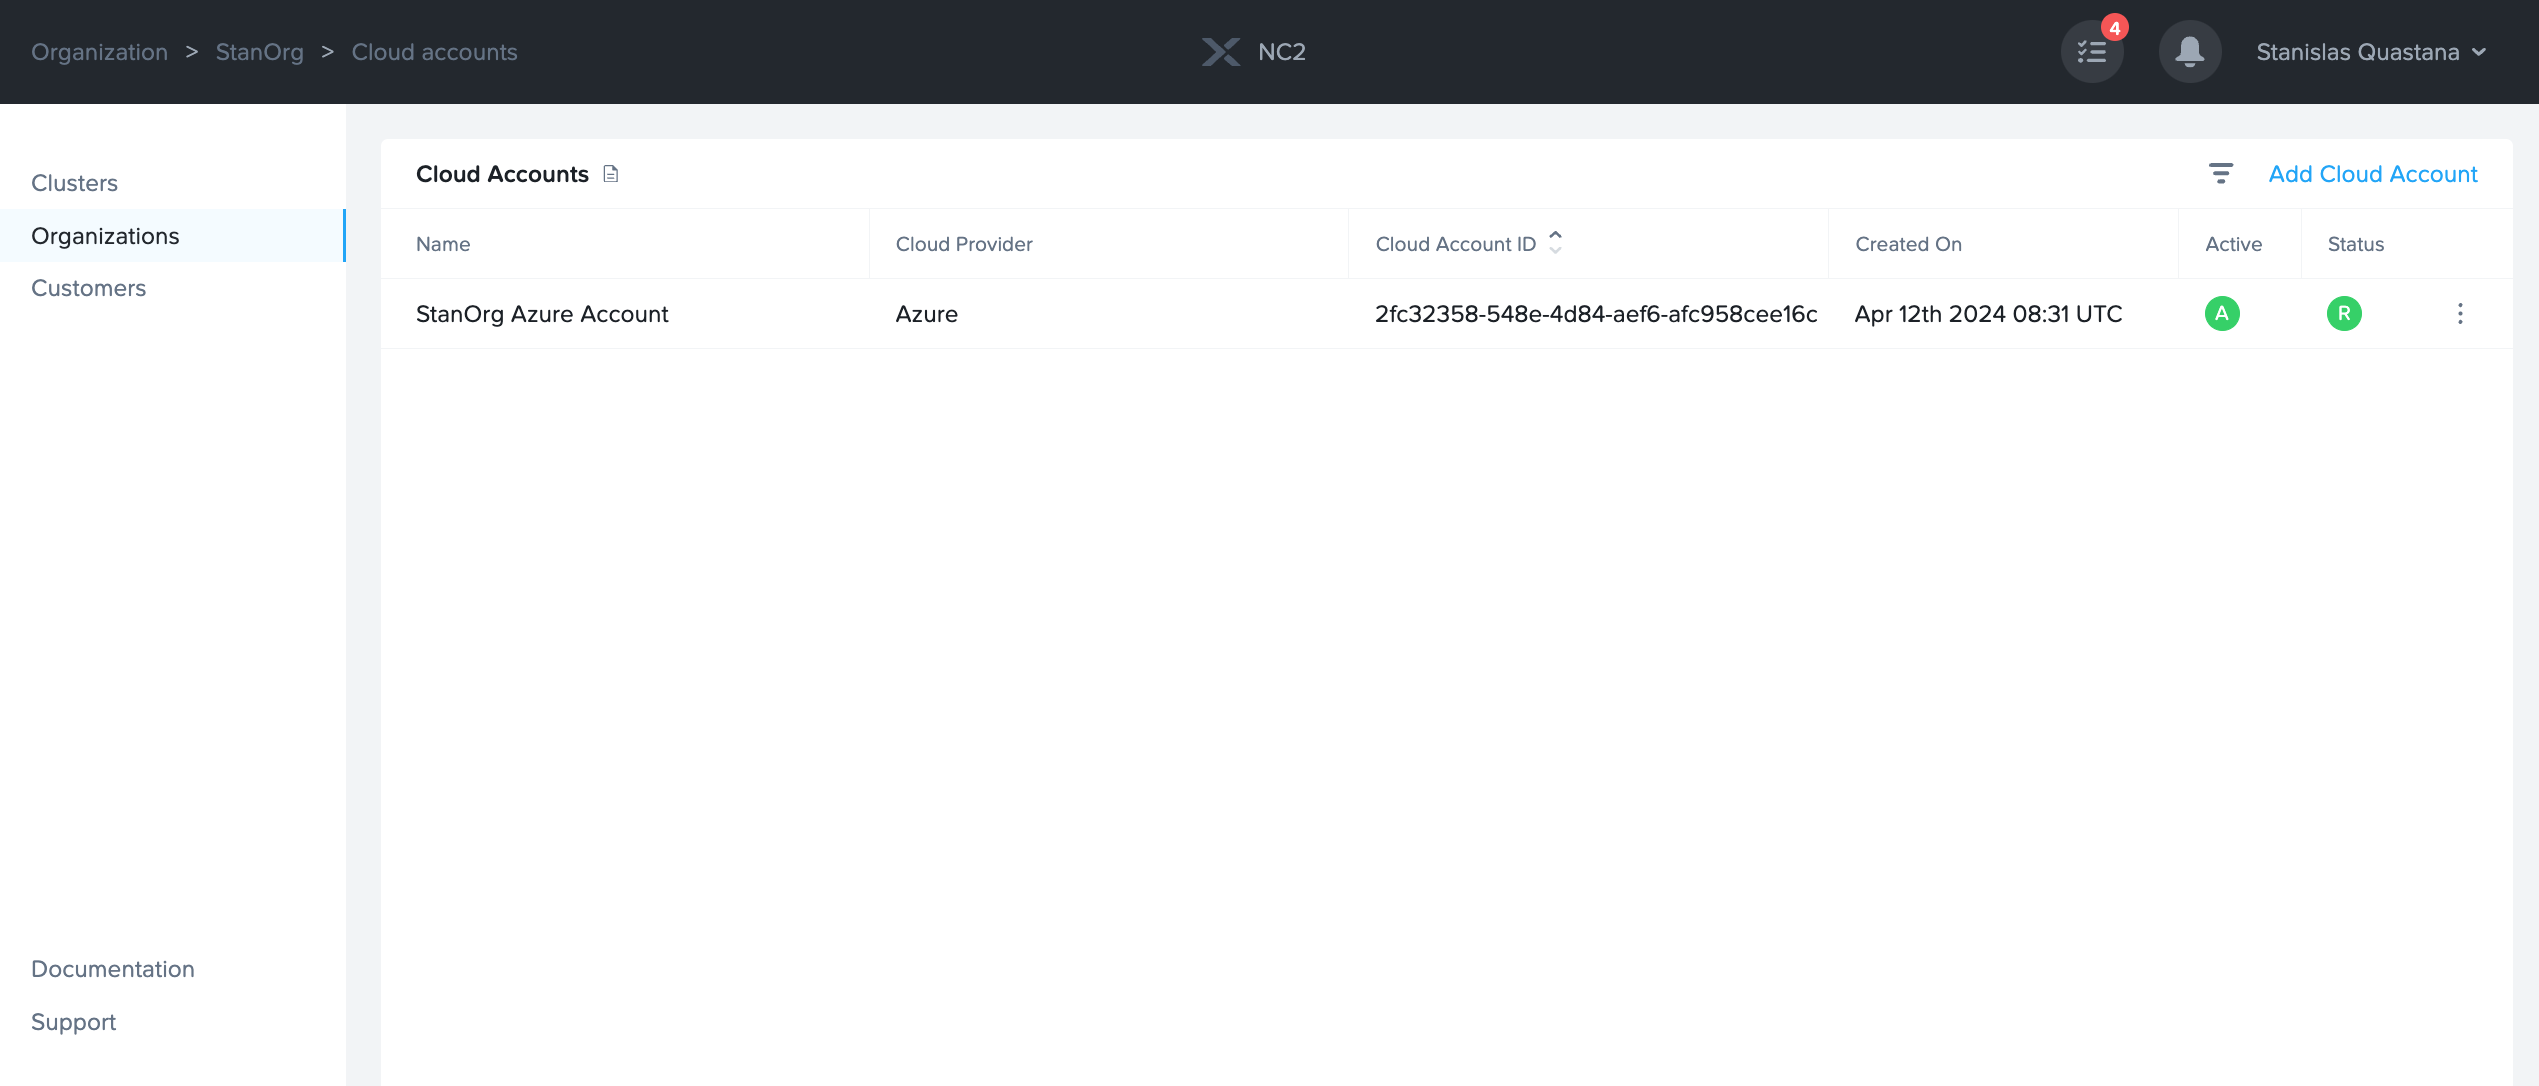 Organization > StanOrg > Cloud accounts
NC2
4
Stanislas Quastana
Clusters
Organizations
Customers
Documentation
Support
Cloud Accounts
Add Cloud Account
Name Cloud Provider Cloud Account ID Created On Active Status
StanOrg Azure Account Azure 2fc32358-548e-4d84-aef6-afc958cee16c Apr 12th 2024 08:31 UTC A R